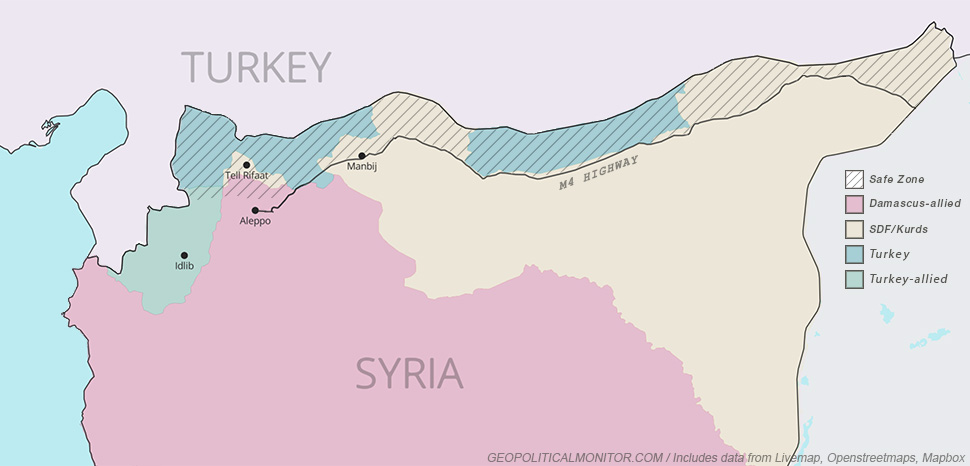 TURKEY
Tell Rifaat
Manbij
M4 HIGHWAY
Aleppo
Idlib
SYRIA
Safe Zone
Damascus-allied
SDF/Kurds
Turkey
Turkey-allied
GEOPOLITICALMONITOR.COM / Includes data from Livemap, Openstreetmaps, Mapbox